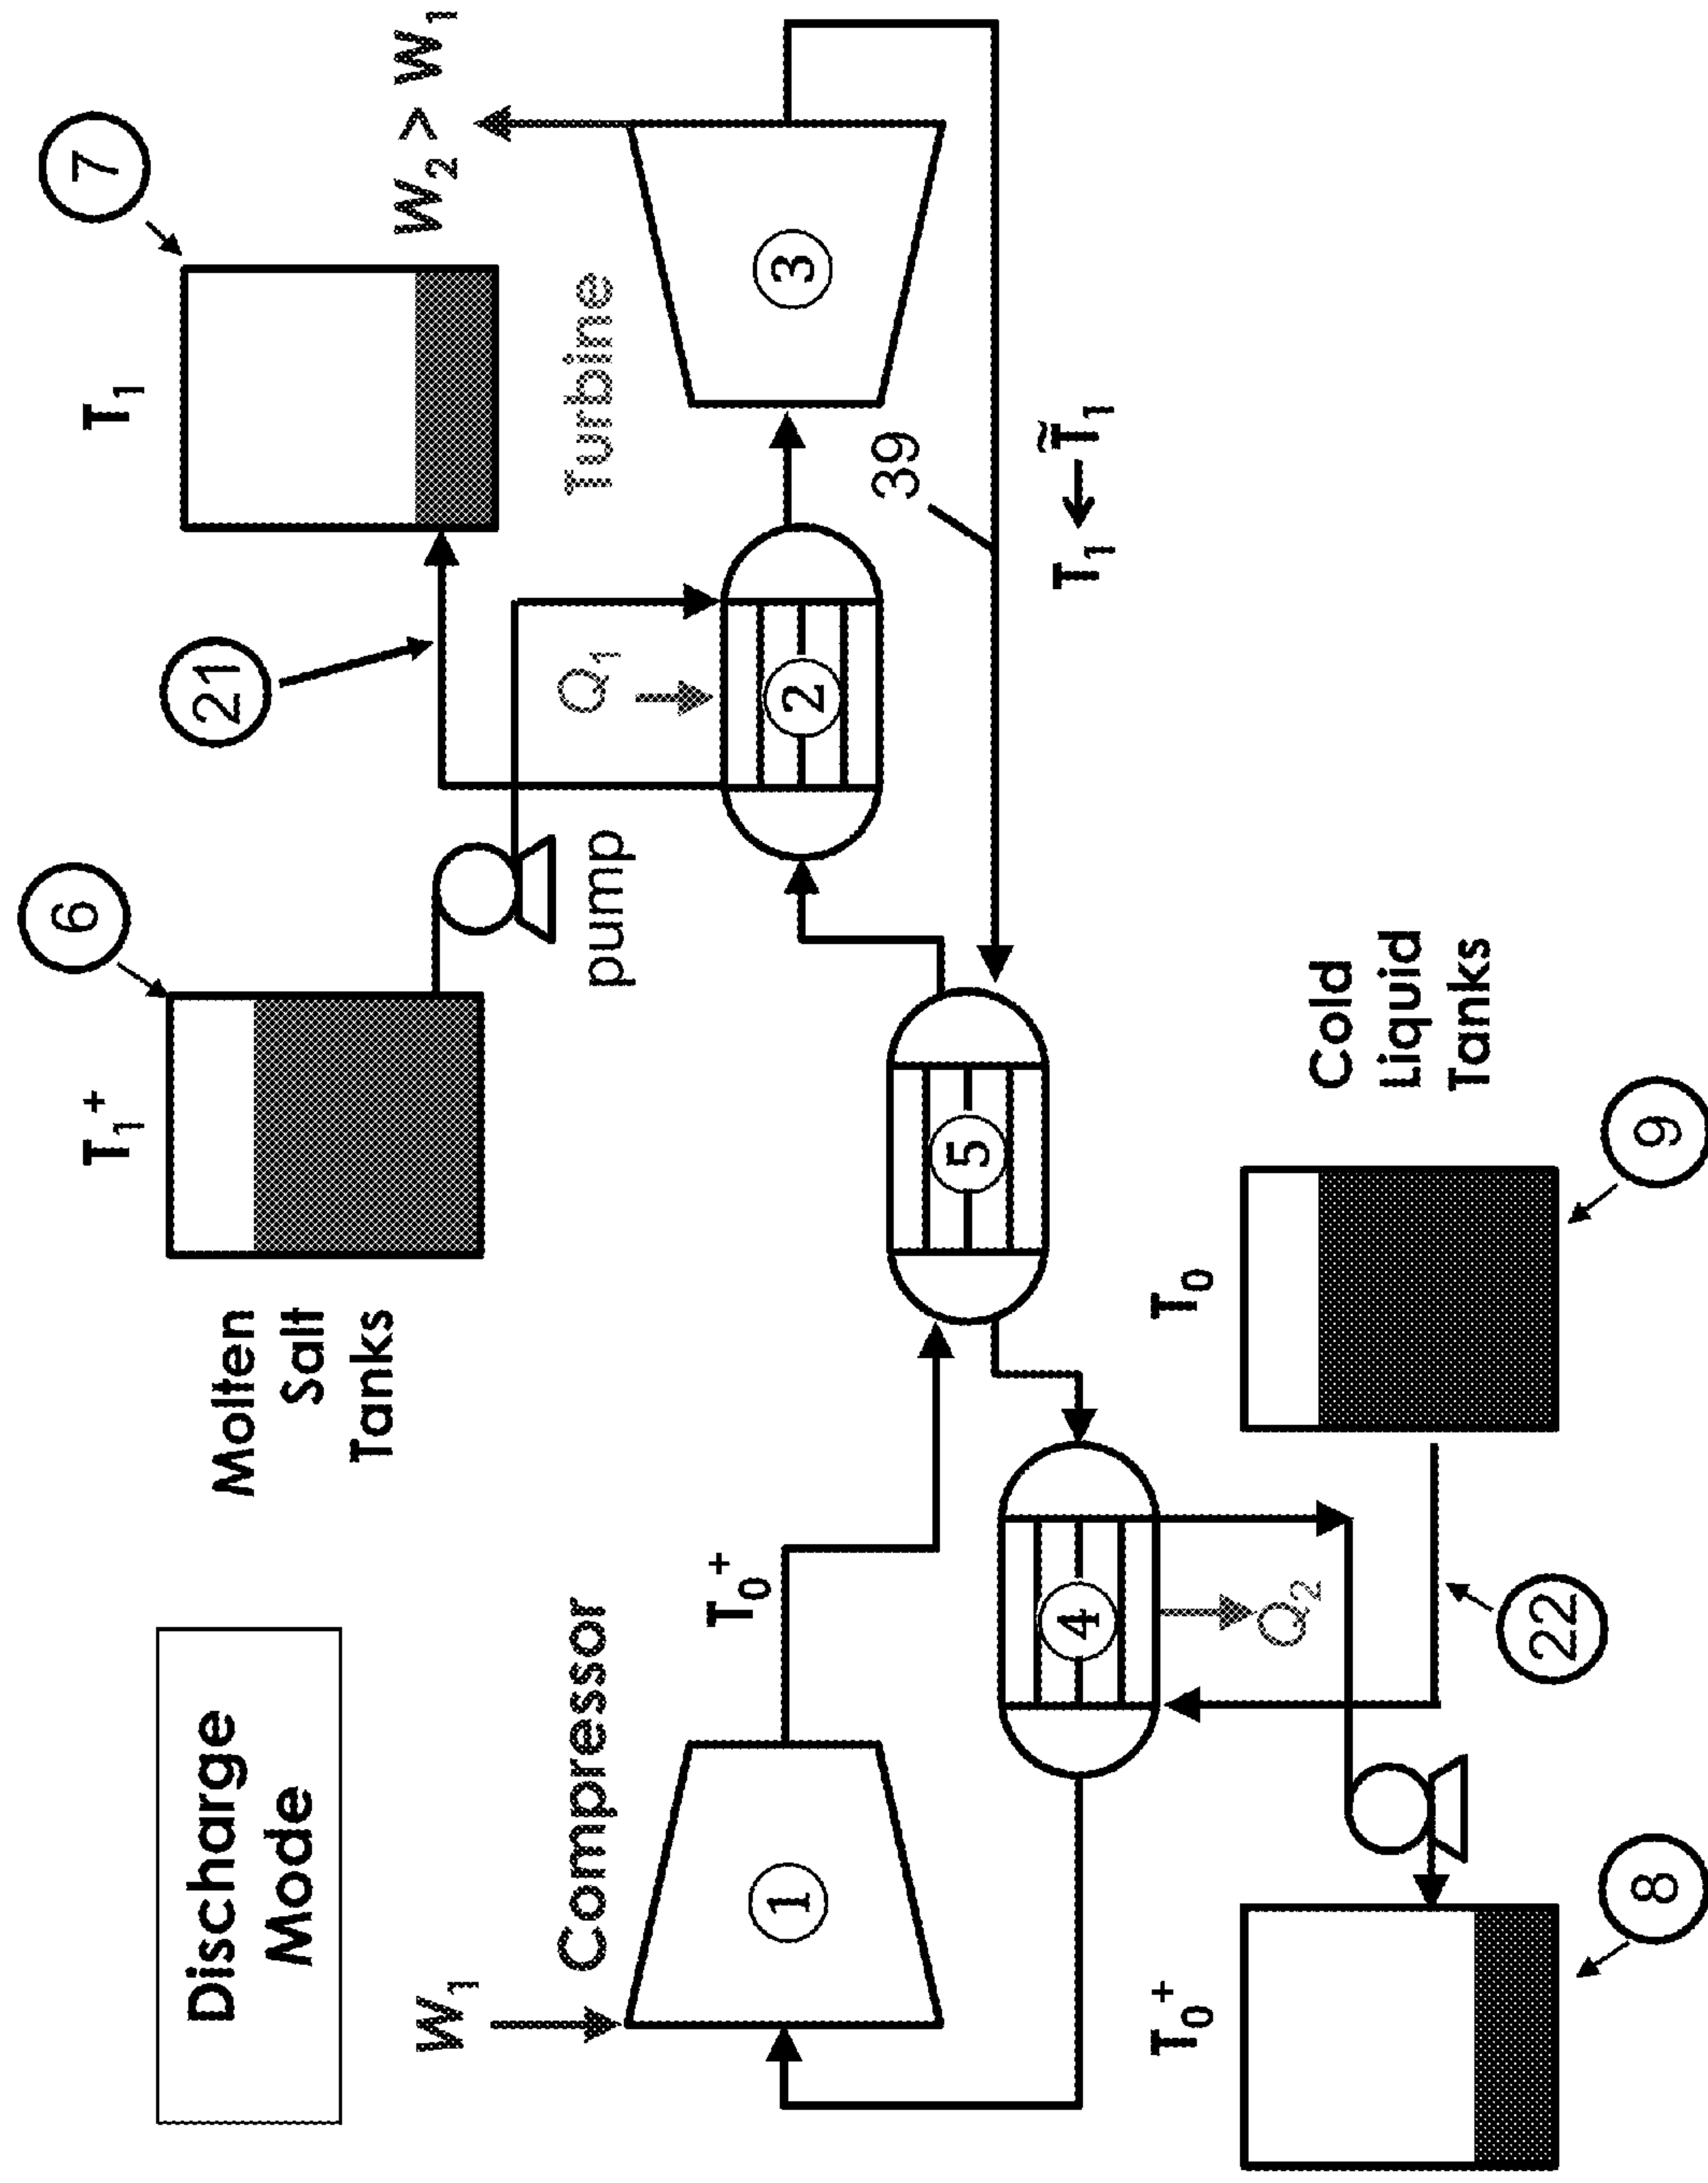 Discharge
Mode
Molten
Salt
Tanks
T₁⁺
6
pump
21
T₁
7
W₁
Compressor
1
T₀⁺
5
Q₁
2
Turbine
3
W₂ > W₁
39
T₁ ← T̃₁
4
Q₂
22
T₀⁺
8
T₀
9
Cold
Liquid
Tanks